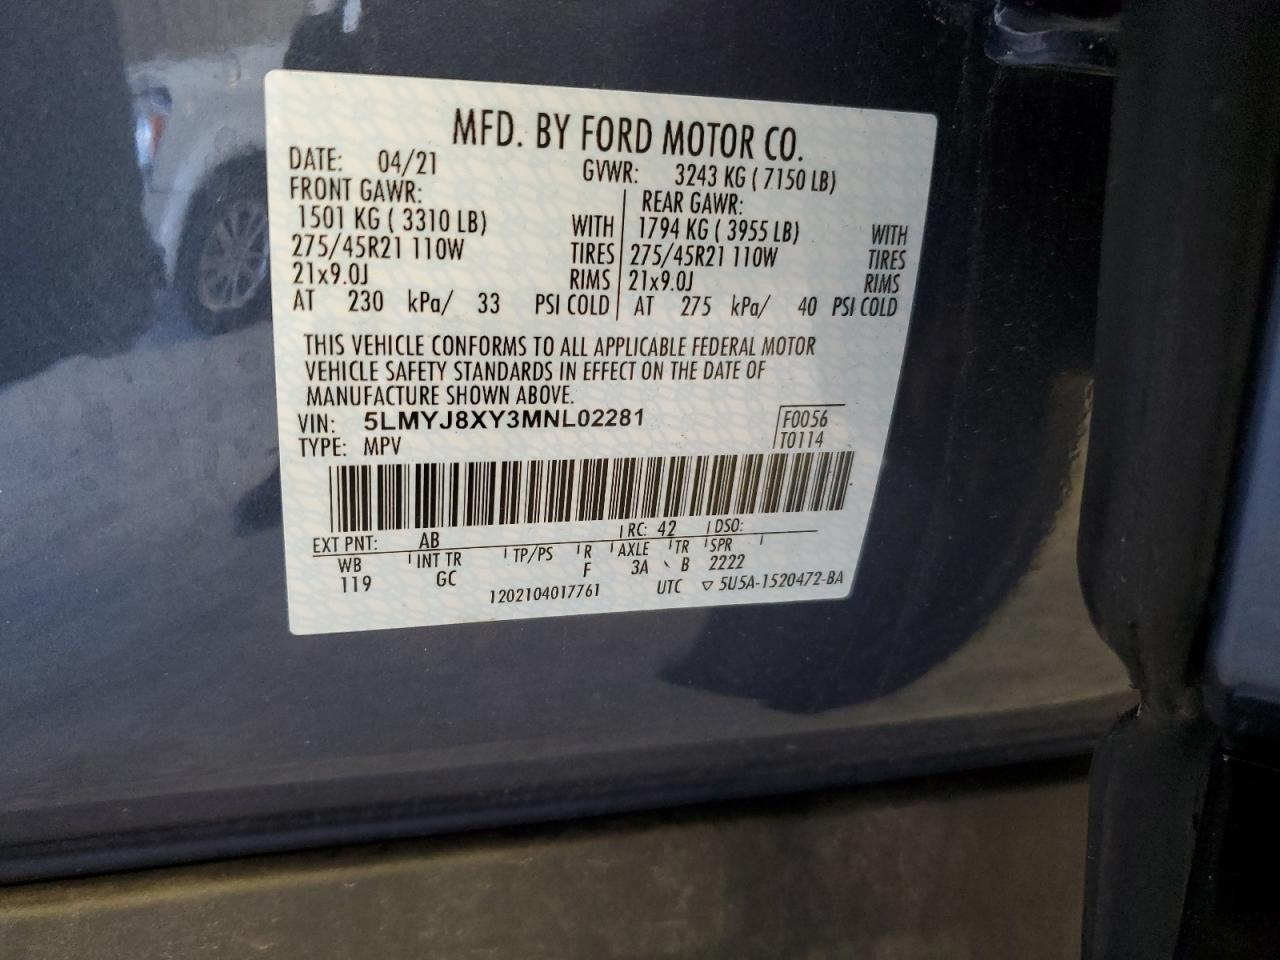 MFD. BY FORD MOTOR CO.
DATE: 04/21 GVWR: 3243 KG ( 7150 LB)
FRONT GAWR: REAR GAWR:
1501 KG ( 3310 LB) WITH 1794 KG ( 3955 LB) WITH
275/45R21 110W TIRES 275/45R21 110W TIRES
21x9.0J RIMS 21x9.0J RIMS
AT 230 kPa/ 33 PSI COLD AT 275 kPa/ 40 PSI COLD
THIS VEHICLE CONFORMS TO ALL APPLICABLE FEDERAL MOTOR
VEHICLE SAFETY STANDARDS IN EFFECT ON THE DATE OF
MANUFACTURE SHOWN ABOVE.
VIN: 5LMYJ8XY3MNL02281 F0056
TYPE: MPV T0114
EXT PNT: AB RC: 42 DSO:
WB INT TR TP/PS R AXLE TR SPR
119 GC F 3A B 2222
1202104017761 UTC ▽ 5U5A-1520472-BA